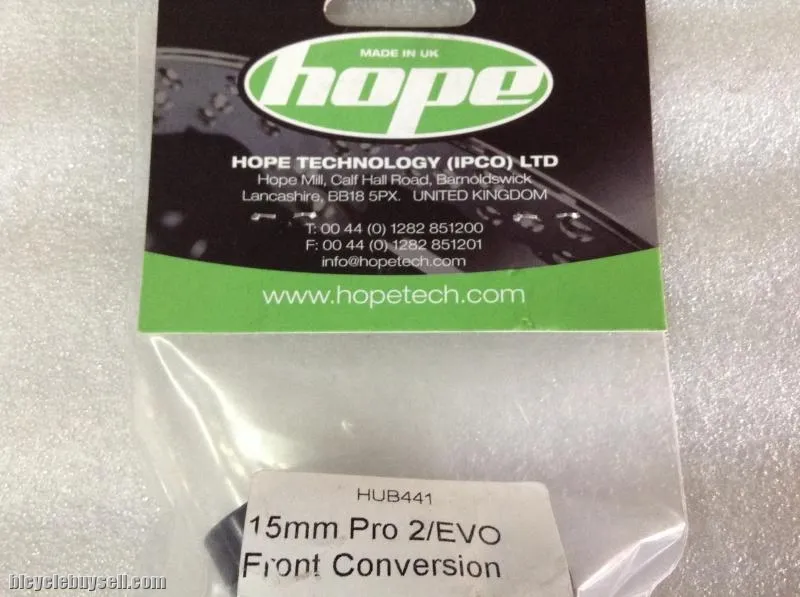 MADE IN UK
hope
HOPE TECHNOLOGY (IPCO) LTD
Hope Mill, Calf Hall Road, Barnoldswick
Lancashire, BB18 5PX. UNITED KINGDOM
T: 00 44 (0) 1282 851200
F: 00 44 (0) 1282 851201
info@hopetech.com
www.hopetech.com
HUB441
15mm Pro 2/EVO
Front Conversion
bicyclebuysell.com